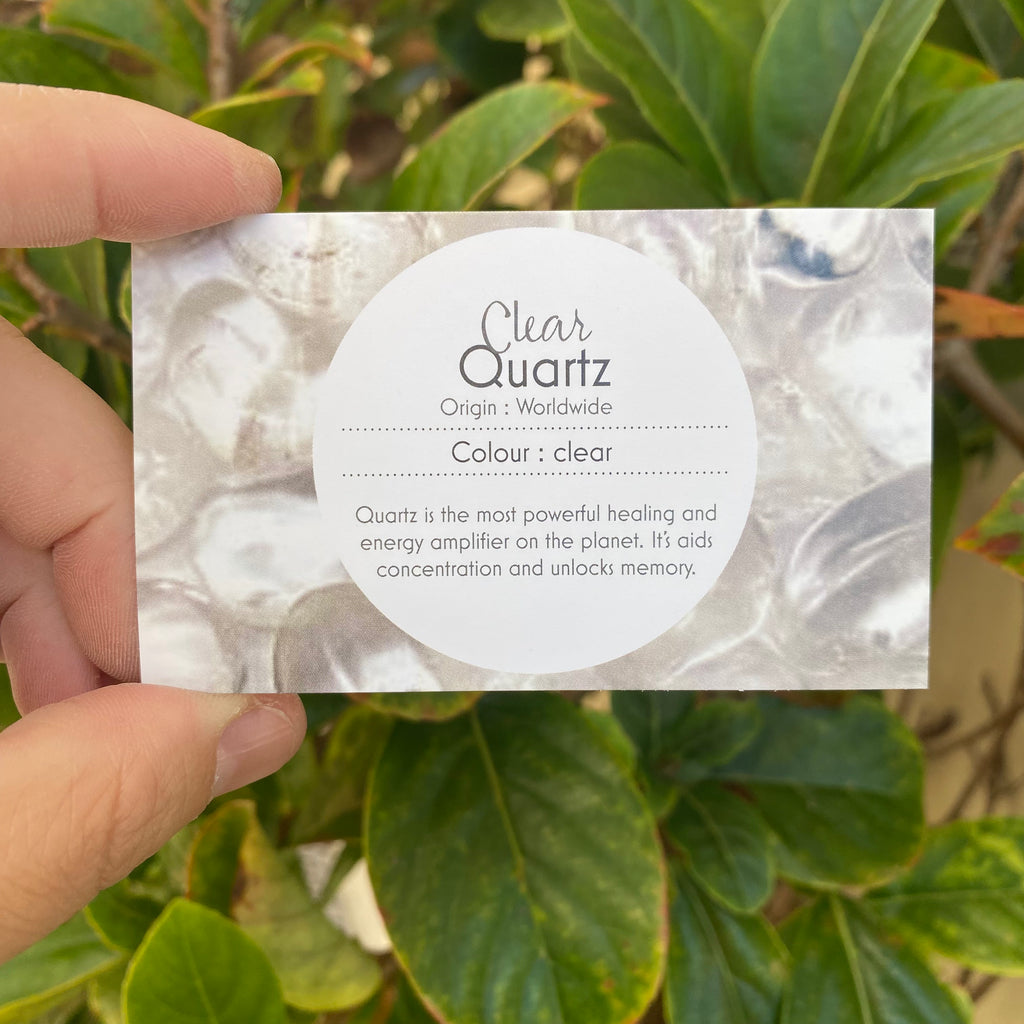 Clear
Quartz
Origin : Worldwide
Colour : clear
Quartz is the most powerful healing and
energy amplifier on the planet. It's aids
concentration and unlocks memory.